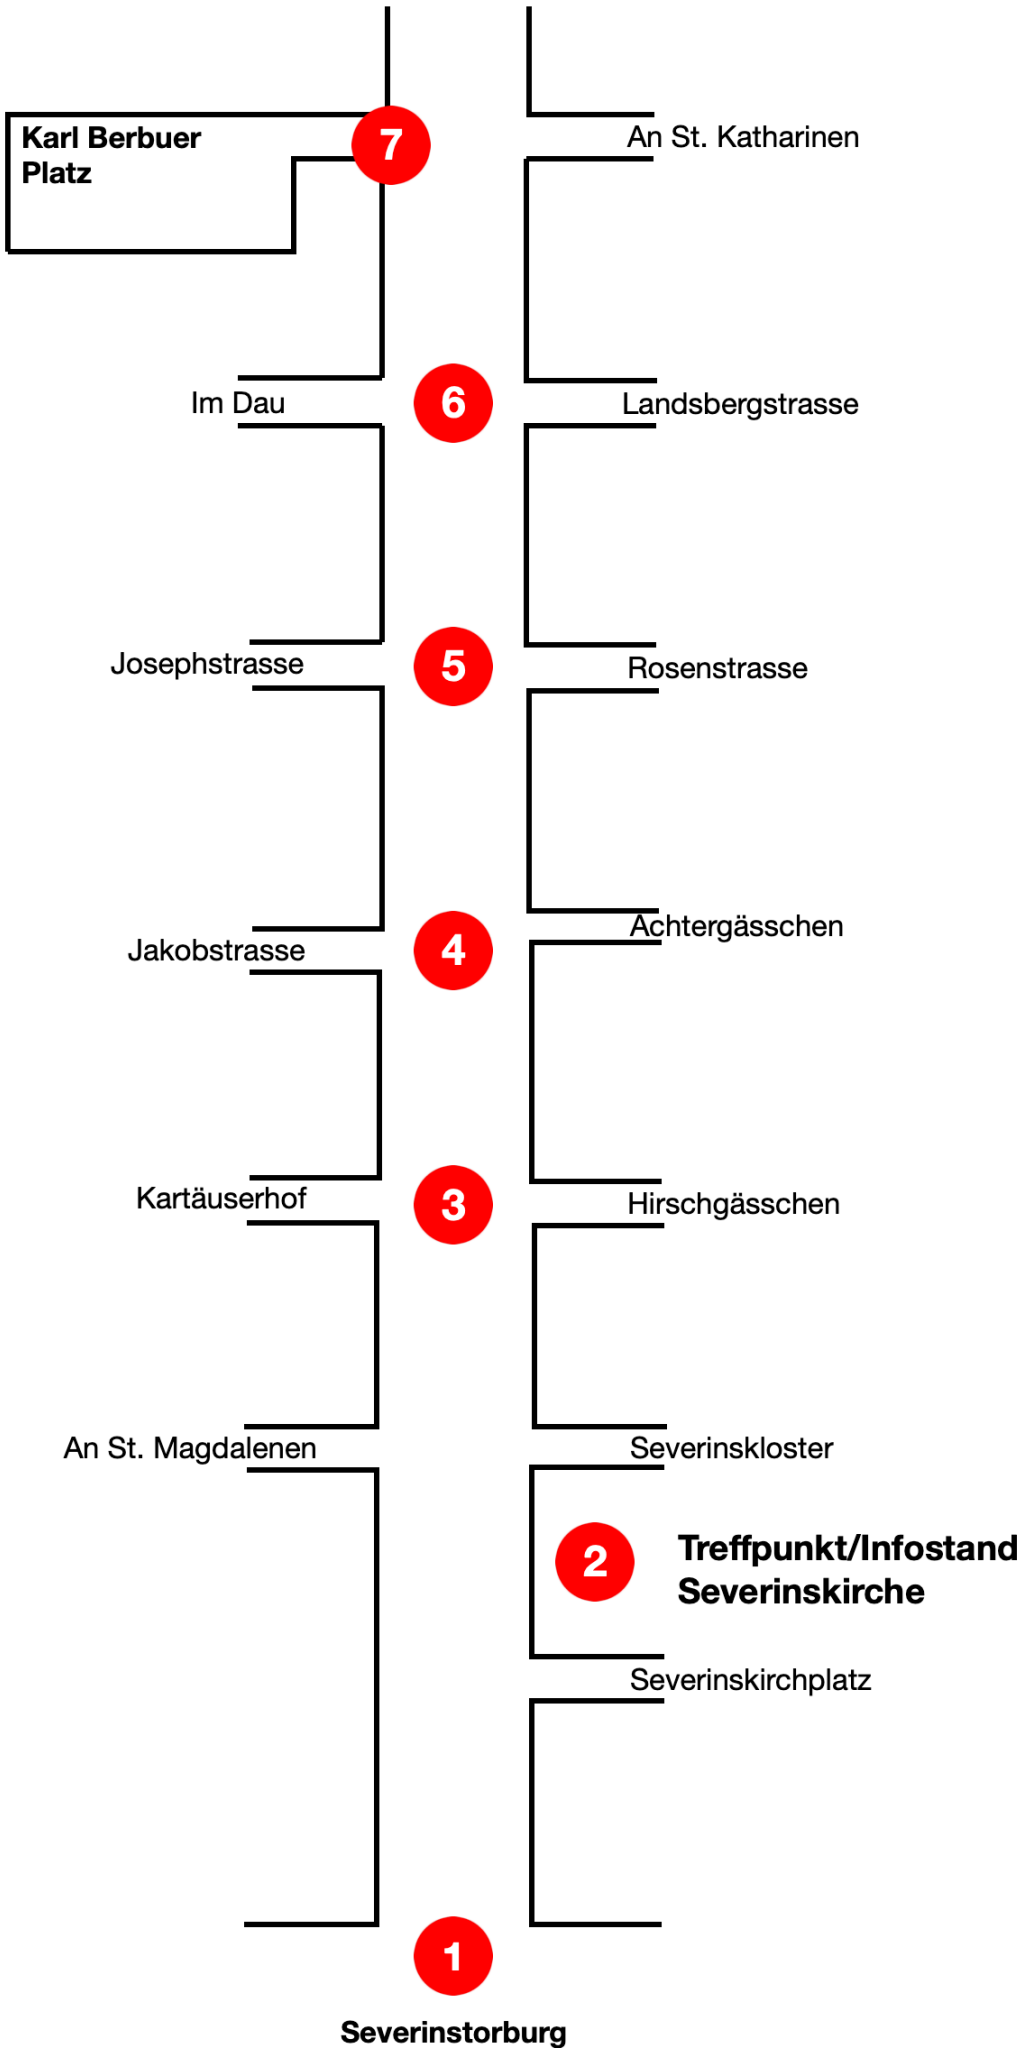 Karl Berbuer
Platz
7
An St. Katharinen
Im Dau
6
Landsbergstrasse
Josephstrasse
5
Rosenstrasse
Jakobstrasse
4
Achtergässchen
Kartäuserhof
3
Hirschgässchen
An St. Magdalenen
Severinskloster
2
Treffpunkt/Infostand
Severinskirche
Severinskirchplatz
1
Severinstorburg